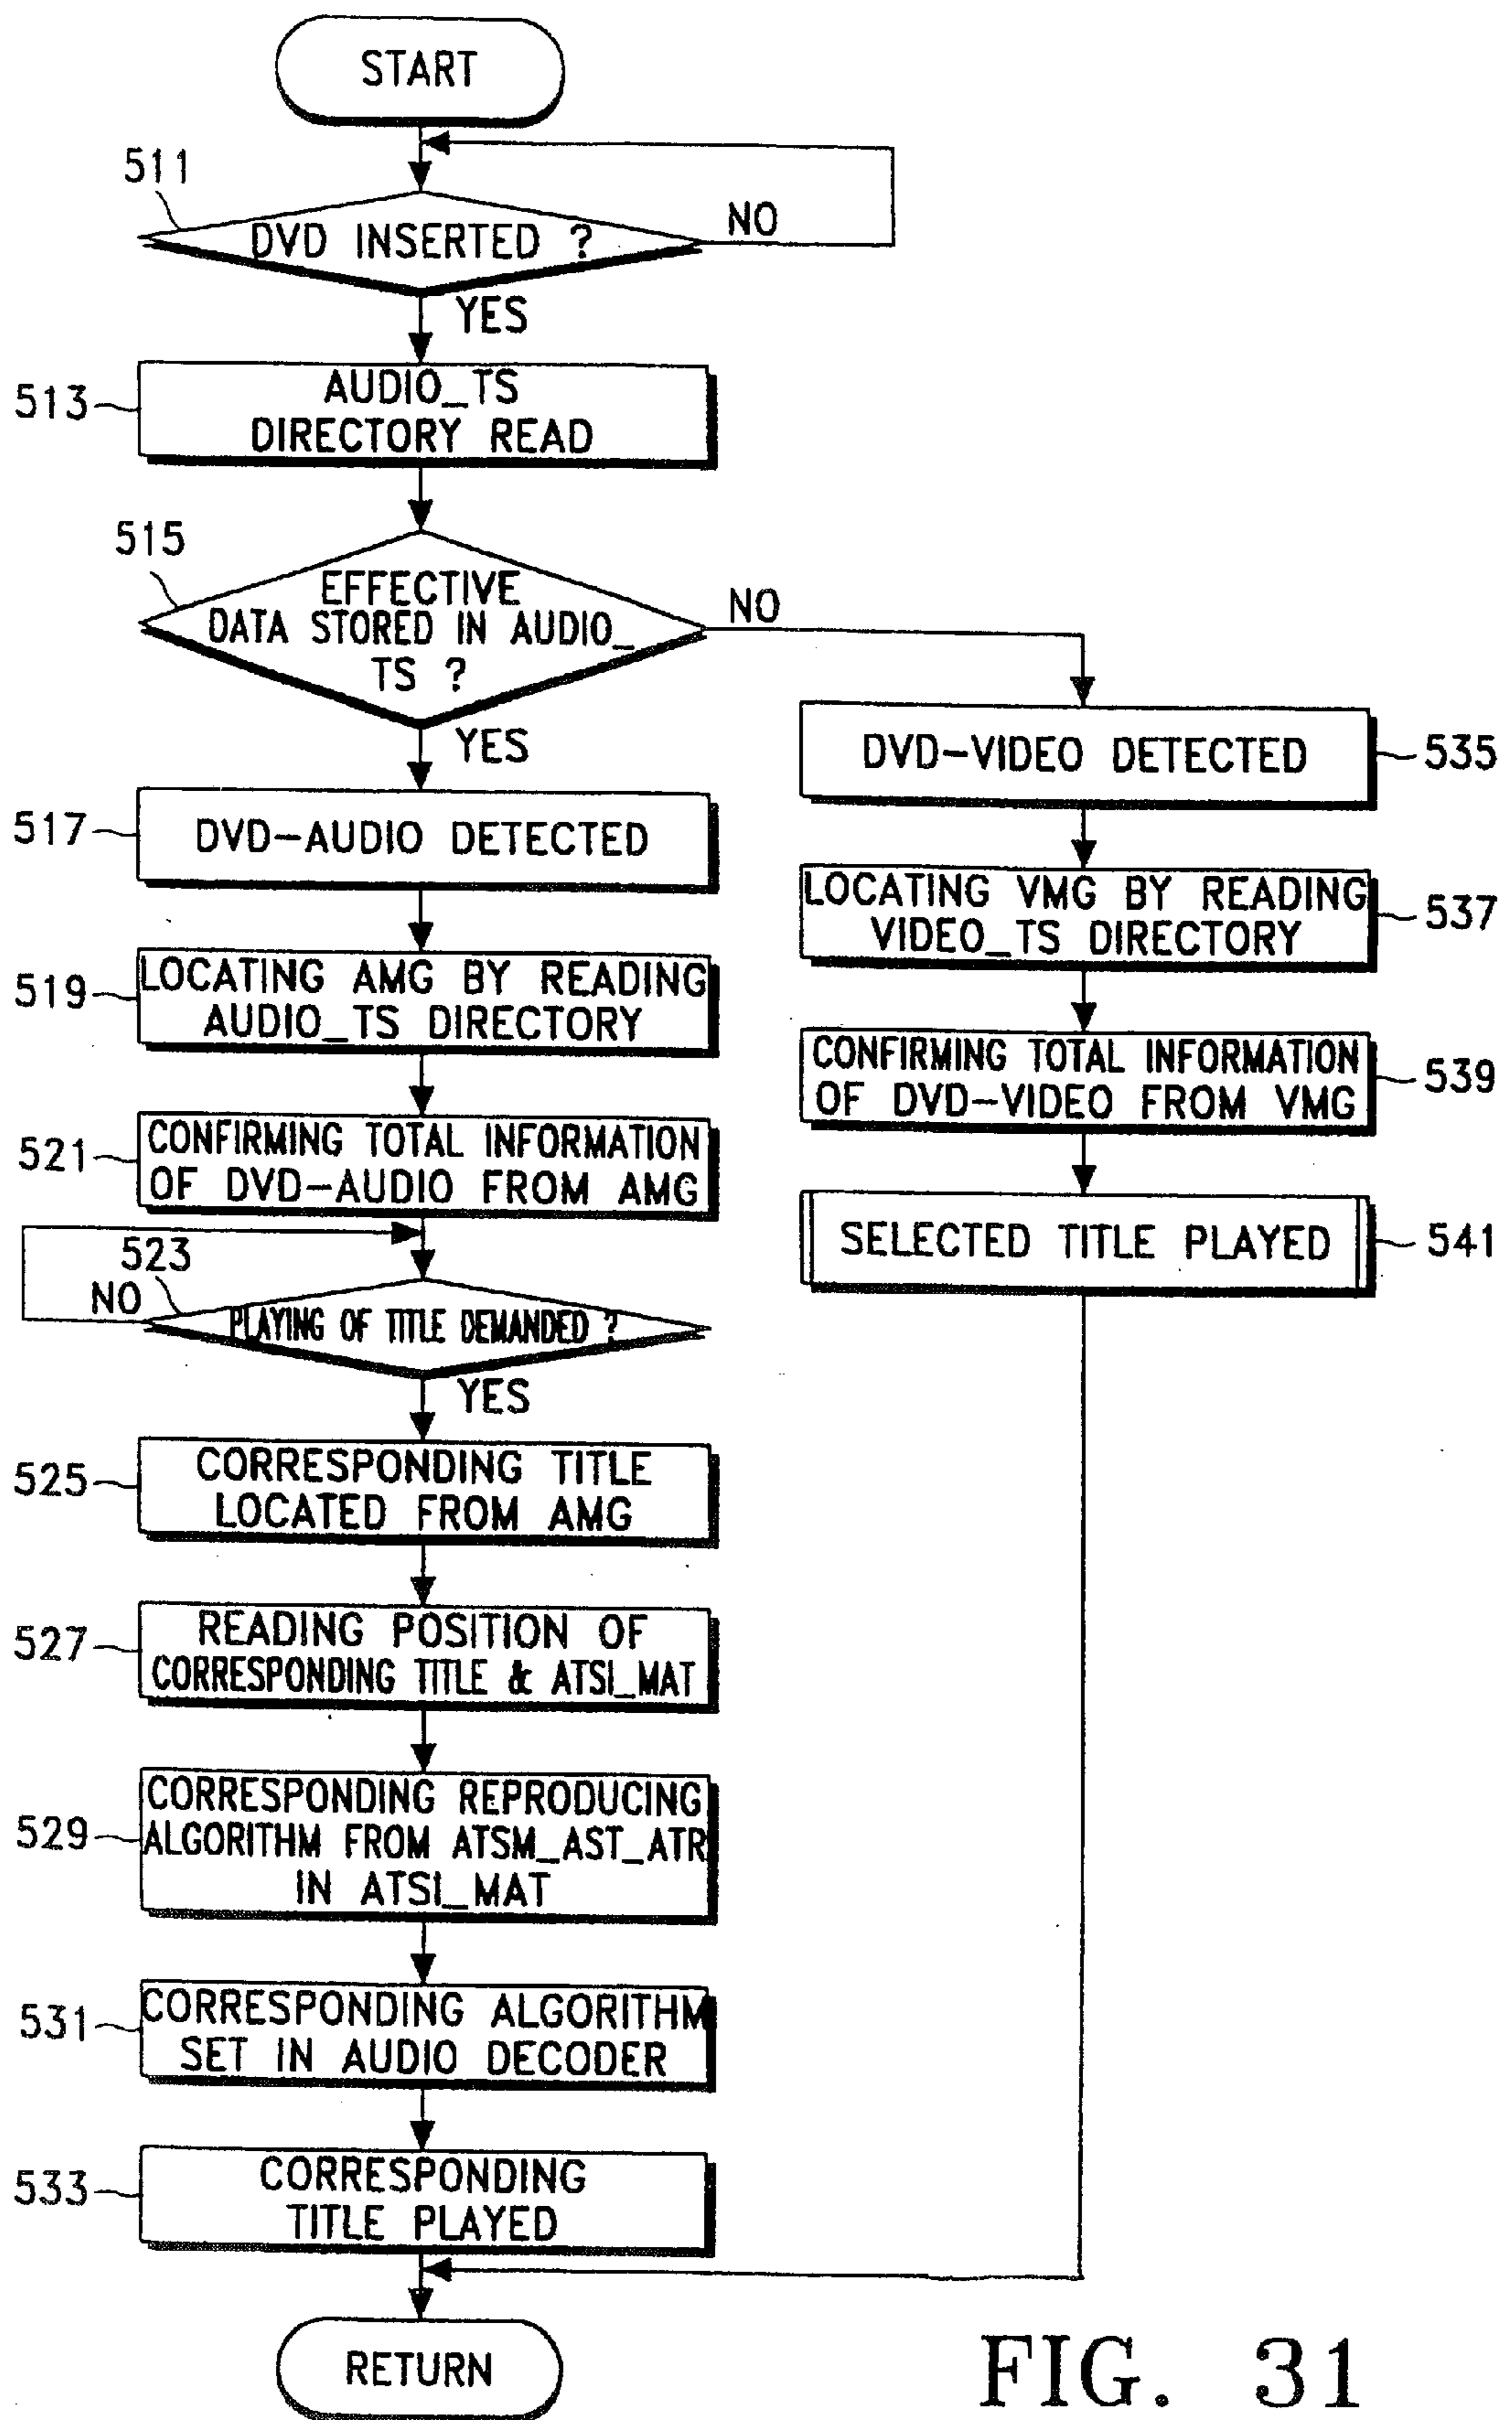 START
511
DVD INSERTED ?
NO
YES
513
AUDIO_TS
DIRECTORY READ
515
EFFECTIVE
DATA STORED IN AUDIO_
TS ?
NO
YES
517
DVD-AUDIO DETECTED
519
LOCATING AMG BY READING
AUDIO_TS DIRECTORY
521
CONFIRMING TOTAL INFORMATION
OF DVD-AUDIO FROM AMG
523
NO
PLAYING OF TITLE DEMANDED ?
YES
525
CORRESPONDING TITLE
LOCATED FROM AMG
527
READING POSITION OF
CORRESPONDING TITLE & ATSI_MAT
529
CORRESPONDING REPRODUCING
ALGORITHM FROM ATSM_AST_ATR
IN ATSI_MAT
531
CORRESPONDING ALGORITHM
SET IN AUDIO DECODER
533
CORRESPONDING
TITLE PLAYED
RETURN
DVD-VIDEO DETECTED
535
LOCATING VMG BY READING
VIDEO_TS DIRECTORY
537
CONFIRMING TOTAL INFORMATION
OF DVD-VIDEO FROM VMG
539
SELECTED TITLE PLAYED
541
FIG. 31